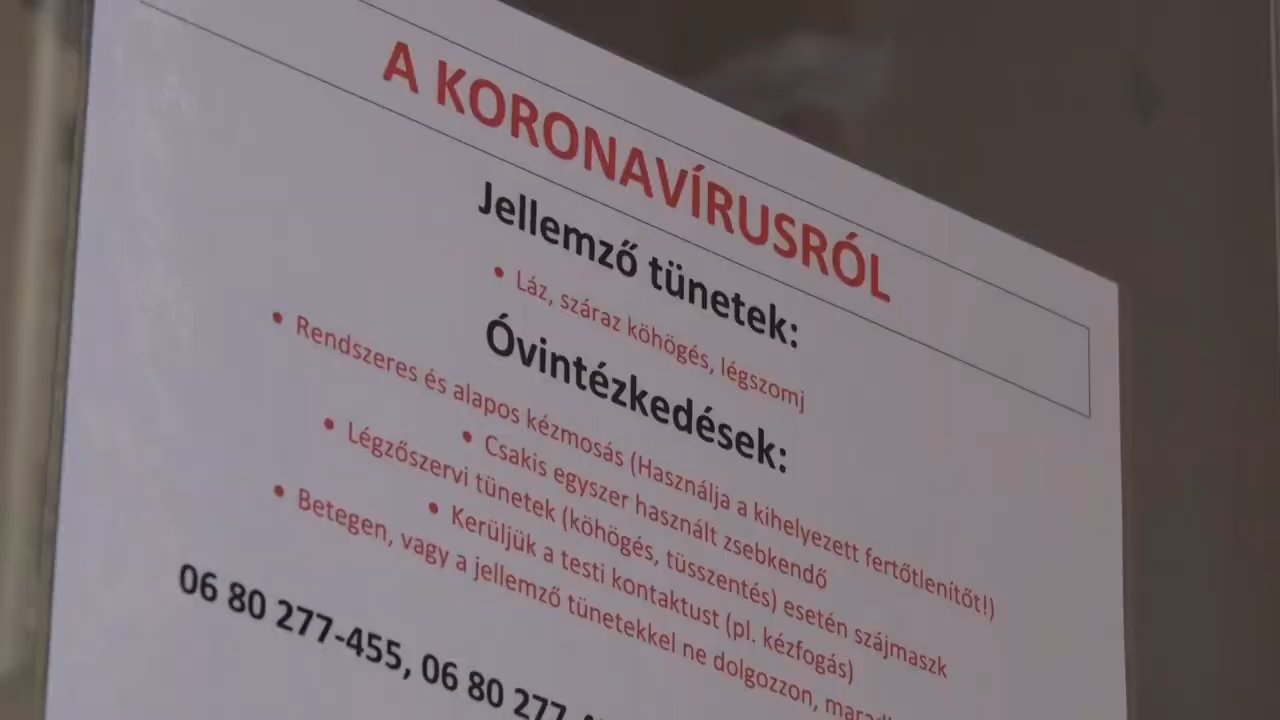 A KORONAVÍRUSRÓL
Jellemző tünetek:
• Láz, száraz köhögés, légszomj
Óvintézkedések:
• Rendszeres és alapos kézmosás (Használja a kihelyezett fertőtlenítőt!)
• Csakis egyszer használt zsebkendő
• Légzőszervi tünetek (köhögés, tüsszentés) esetén szájmaszk
• Kerüljük a testi kontaktust (pl. kézfogás)
• Betegen, vagy a jellemző tünetekkel ne dolgozzon,
06 80 277-455, 06 80 277